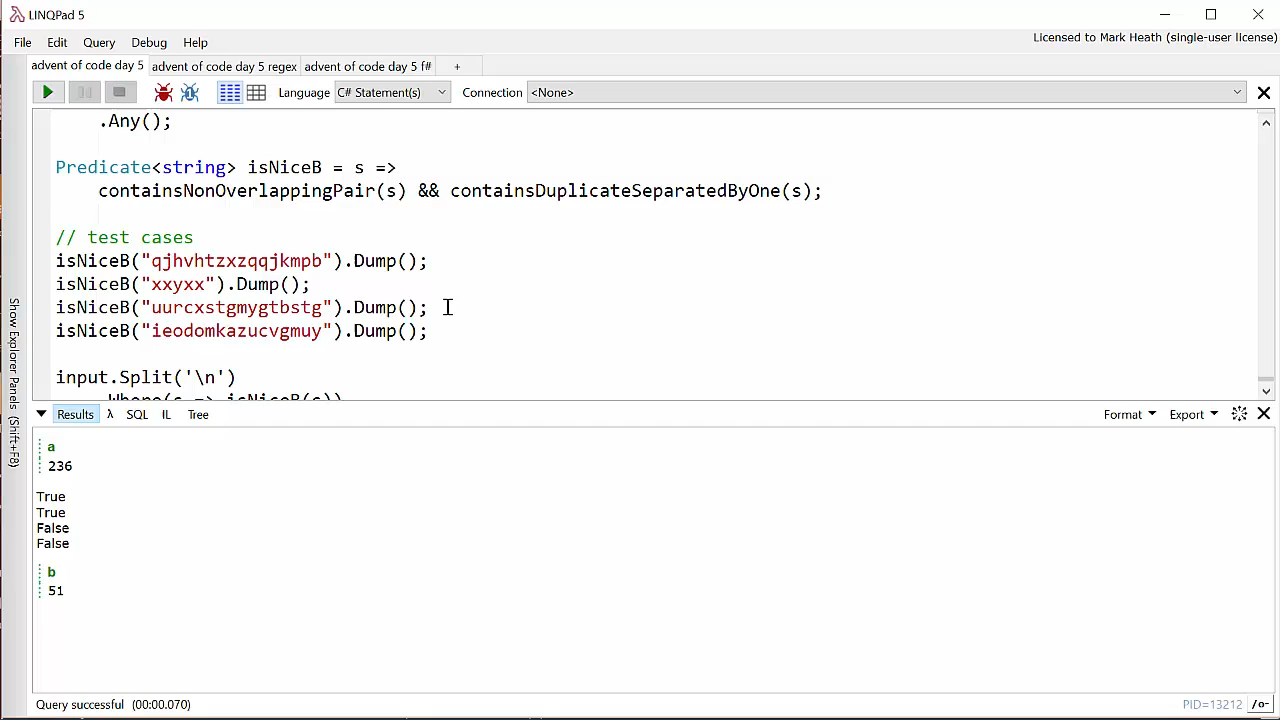 LINQPad 5
File Edit Query Debug Help
Licensed to Mark Heath (single-user license)
advent of code day 5 advent of code day 5 regex advent of code day 5 f# +
Language C# Statement(s) Connection <None>
.Any();
Predicate<string> isNiceB = s =>
containsNonOverlappingPair(s) && containsDuplicateSeparatedByOne(s);
// test cases
isNiceB("qjhvhtzxzqqjkmpb").Dump();
isNiceB("xxyxx").Dump();
isNiceB("uurcxstgmygtbstg").Dump();
isNiceB("ieodomkazucvgmuy").Dump();
input.Split('\n')
.Where(s => isNiceB(s))
Show Explorer Panels (Shift+F8)
Results λ SQL IL Tree
Format Export
a
236
True
True
False
False
b
51
Query successful (00:00.070)
PID=13212 /o-